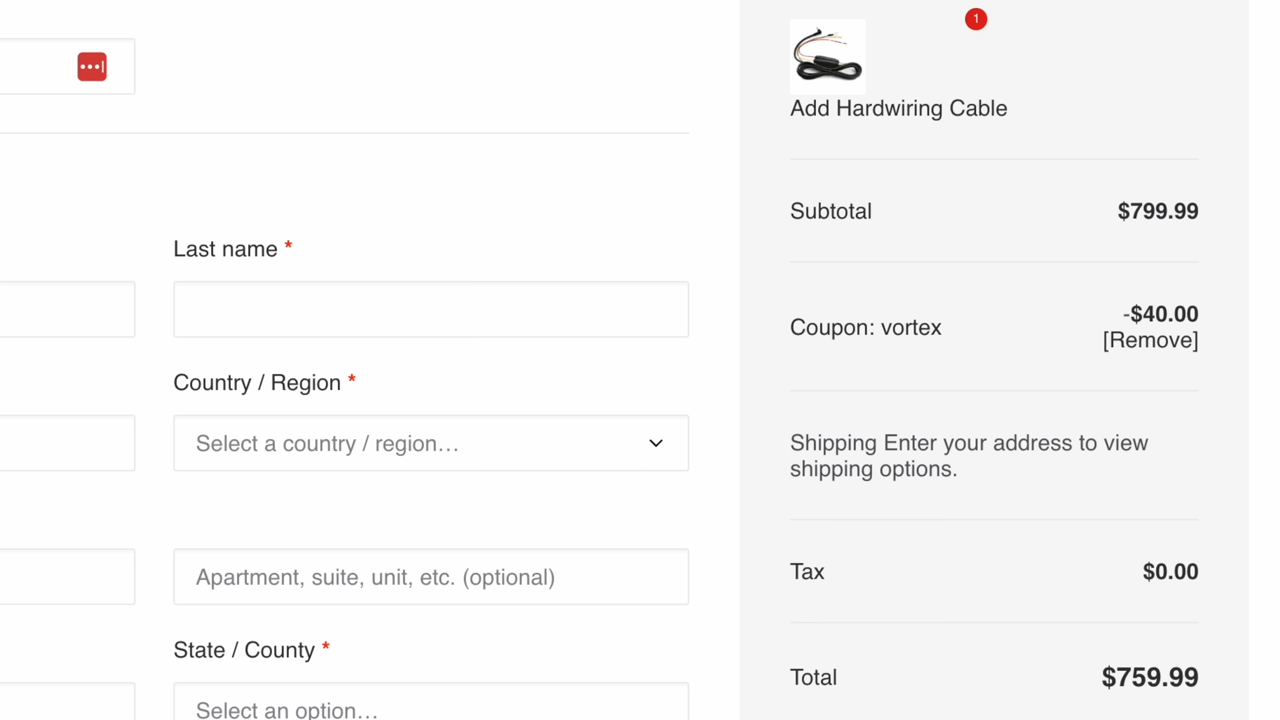 1
Add Hardwiring Cable
Subtotal $799.99
Coupon: vortex -$40.00
[Remove]
Shipping Enter your address to view
shipping options.
Tax $0.00
Total $759.99
Last name *
Country / Region *
Select a country / region…
Apartment, suite, unit, etc. (optional)
State / County *
Select an option…